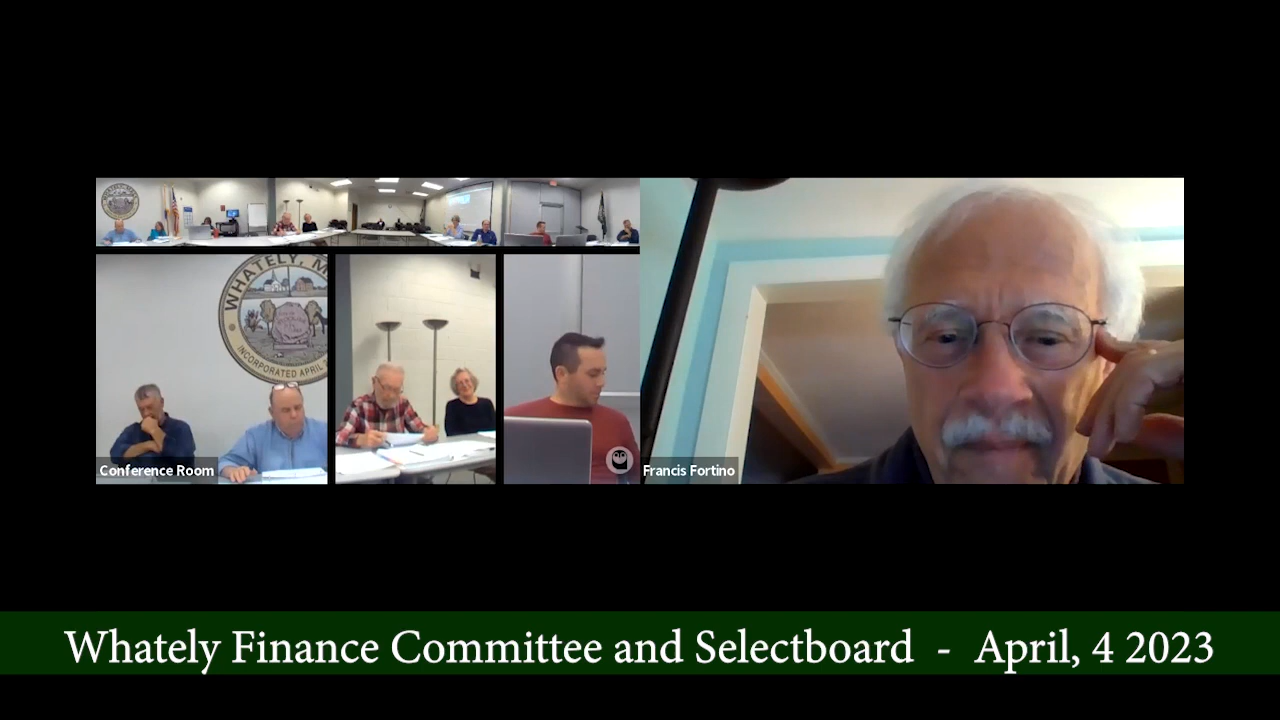 WHATELY, M
INCORPORATED APRIL
Conference Room
Francis Fortino
Whately Finance Committee and Selectboard - April, 4 2023